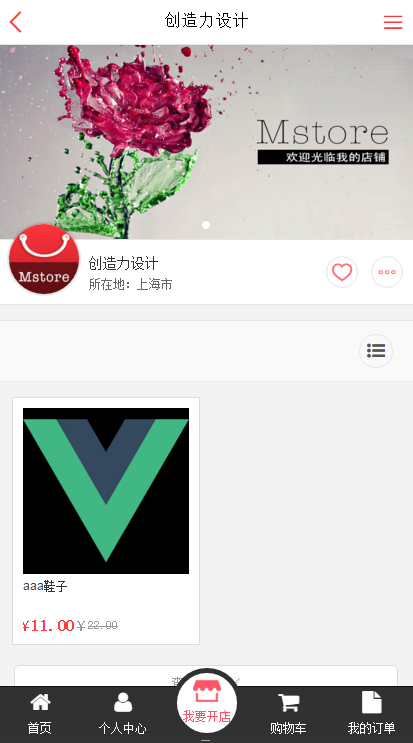 创造力设计
Mstore
欢迎光临我的店铺
创造力设计
Mstore
所在地：上海市
aaa鞋子
¥11.00 ¥22.00
首页
个人中心
我要开店
购物车
我的订单